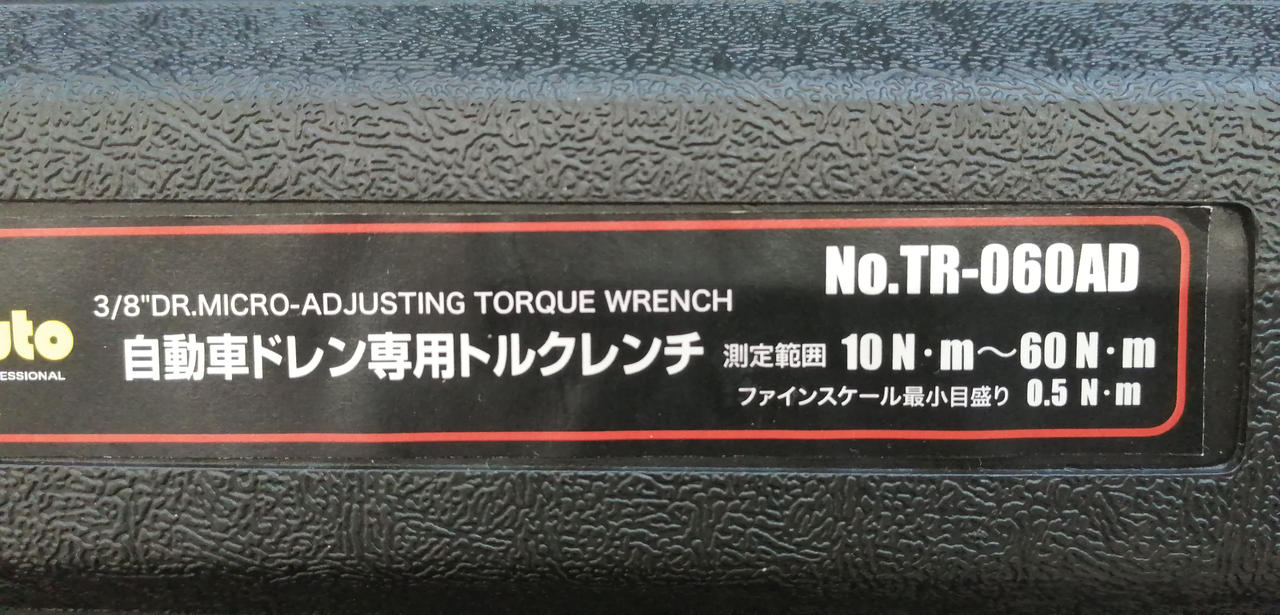 No.TR-060AD
3/8"DR.MICRO-ADJUSTING TORQUE WRENCH
自動車ドレン専用トルクレンチ 測定範囲 10 N・m～60 N・m
ファインスケール最小目盛り 0.5 N・m